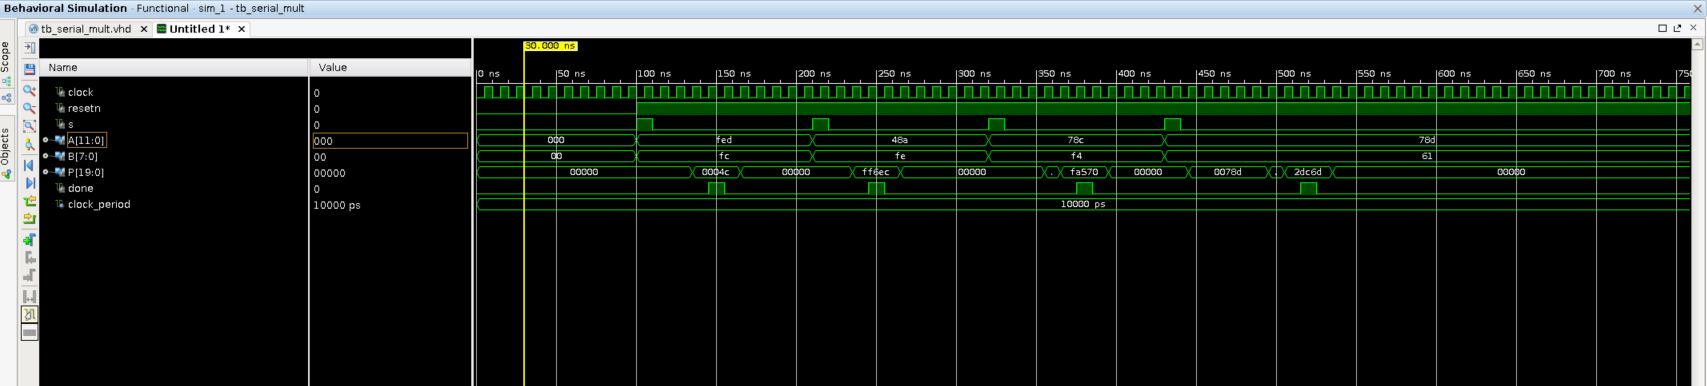 Behavioral Simulation - Functional - sim_1 - tb_serial_mult
tb_serial_mult.vhd Untitled 1*
Scope
Objects
30.000 ns
Name Value
0 ns 50 ns 100 ns 150 ns 200 ns 250 ns 300 ns 350 ns 400 ns 450 ns 500 ns 550 ns 600 ns 650 ns 700 ns 750
clock 0
resetn 0
s 0
A[11:0] 000 000 fed 48a 78c 78d
B[7:0] 00 00 fc fe f4 61
P[19:0] 00000 00000 0004c 00000 ff6ec 00000 . fa570 00000 0078d . 2dc6d 00000
done 0
clock_period 10000 ps 10000 ps